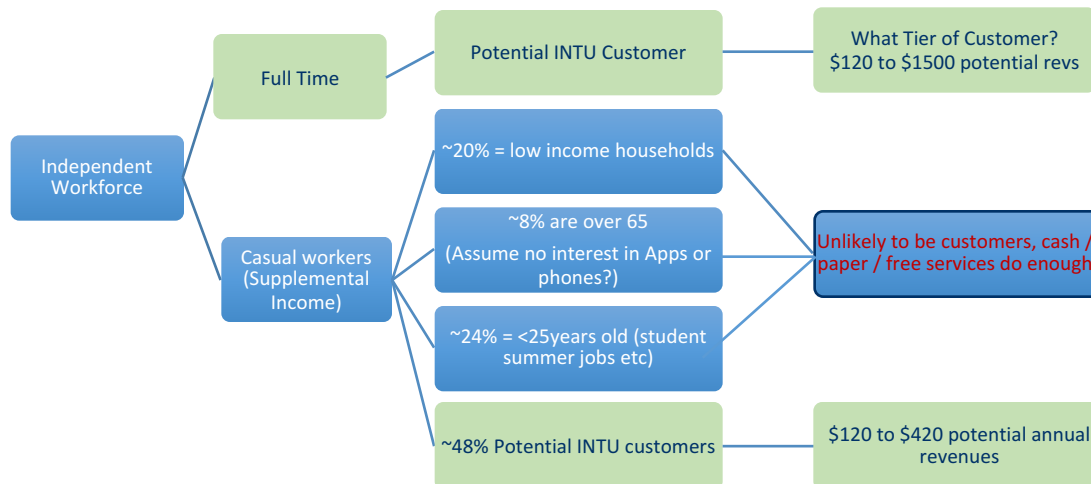 Independent
Workforce
Full Time
Potential INTU Customer
What Tier of Customer?
$120 to $1500 potential revs
Casual workers
(Supplemental
Income)
~20% = low income households
~8% are over 65
(Assume no interest in Apps or
phones?)
~24% = <25years old (student
summer jobs etc)
Unlikely to be customers, cash /
paper / free services do enough
~48% Potential INTU customers
$120 to $420 potential annual
revenues